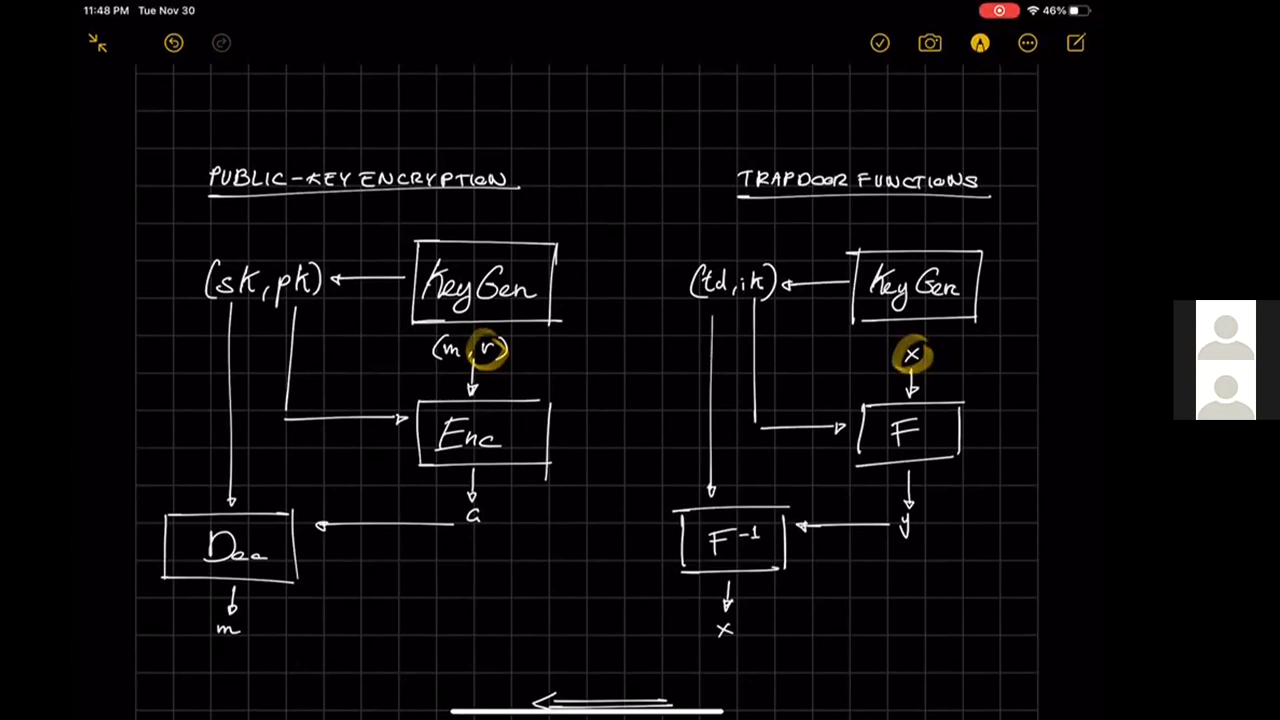 11:48 PM Tue Nov 30
46%
PUBLIC-KEY ENCRYPTION
TRAPDOOR FUNCTIONS
(sk, pk)
KeyGen
(td, ik)
KeyGen
(m, r)
x
Enc
F
c
y
Dec
F⁻¹
m
x